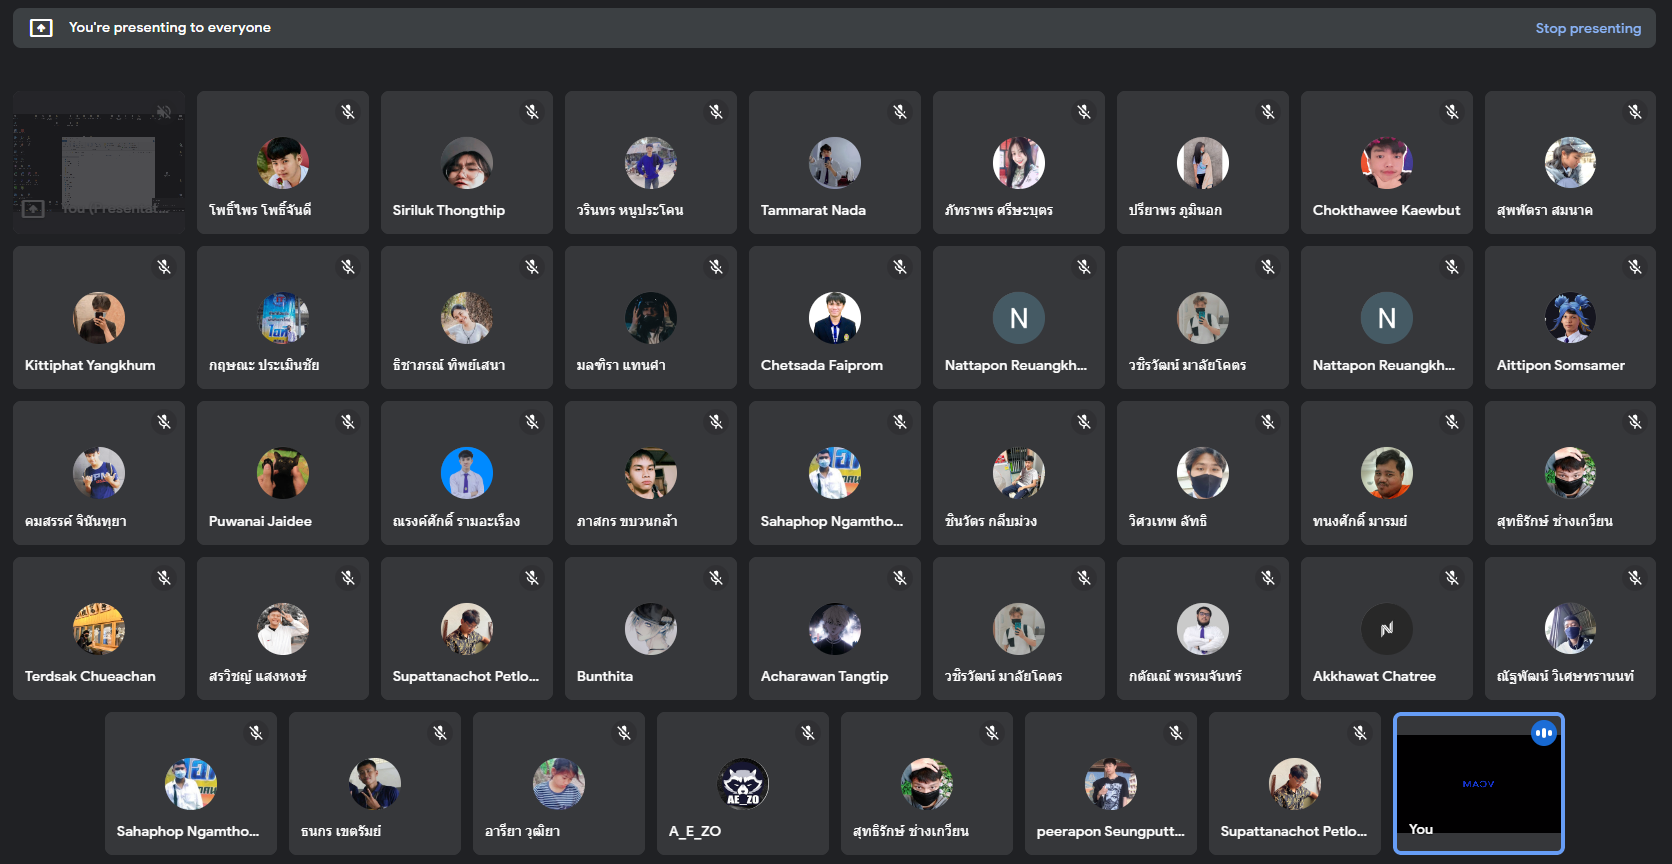 You're presenting to everyone
Stop presenting
You (Presentat...
โพธิ์ไพร โพธิ์จันดี
Siriluk Thongthip
วรินทร หนูประโคน
Tammarat Nada
ภัทราพร ศรีษะบุตร
ปรียาพร ภูมินอก
Chokthawee Kaewbut
สุพพัตรา สมนาค
Kittiphat Yangkhum
กฤษณะ ประเมินชัย
ธิชาภรณ์ ทิพย์เสนา
มลฑิรา แทนคำ
Chetsada Faiprom
N
Nattapon Reuangkh...
วชิรวัฒน์ มาลัยโคตร
N
Nattapon Reuangkh...
Aittipon Somsamer
คมสรรค์ จินันทุยา
Puwanai Jaidee
ณรงค์ศักดิ์ รามอะเรือง
ภาสกร ขบวนกล้า
Sahaphop Ngamtho...
ชินวัตร กลีบม่วง
วิศวเทพ ลัทธิ
ทนงศักดิ์ มารมย์
สุทธิรักษ์ ช่างเกวียน
Terdsak Chueachan
สรวิชญ์ แสงหงษ์
Supattanachot Petlo...
Bunthita
Acharawan Tangtip
วชิรวัฒน์ มาลัยโคตร
กตัณณ์ พรหมจันทร์
Akkhawat Chatree
ณัฐพัฒน์ วิเศษทรานนท์
Sahaphop Ngamtho...
ธนกร เขตรัมย์
อารียา วุฒิยา
AE_ZO
A_E_ZO
สุทธิรักษ์ ช่างเกวียน
peerapon Seungputt...
Supattanachot Petlo...
You